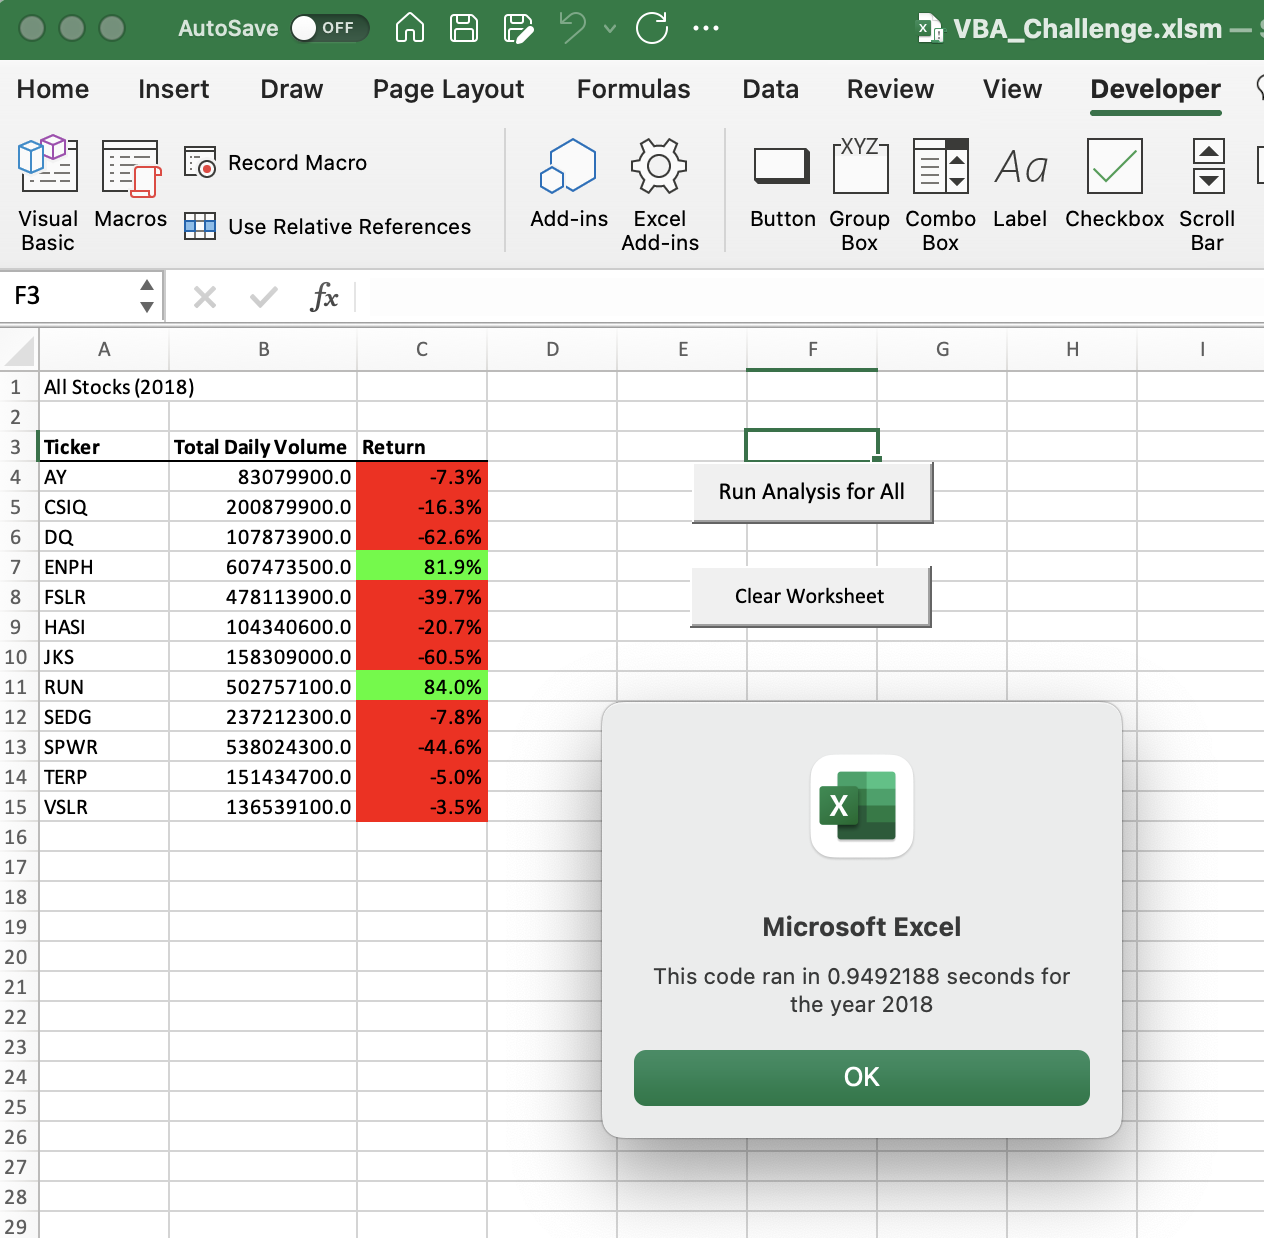 AutoSave OFF VBA_Challenge.xlsm —
Home Insert Draw Page Layout Formulas Data Review View Developer
Visual Basic
Macros
Record Macro
Use Relative References
Add-ins
Excel Add-ins
Button
XYZ
Group Box
Combo Box
Aa
Label
Checkbox
Scroll Bar
F3 fx
A B C D E F G H I
1 All Stocks (2018)
2
3 Ticker Total Daily Volume Return
4 AY 83079900.0 -7.3%
5 CSIQ 200879900.0 -16.3%
6 DQ 107873900.0 -62.6%
7 ENPH 607473500.0 81.9%
8 FSLR 478113900.0 -39.7%
9 HASI 104340600.0 -20.7%
10 JKS 158309000.0 -60.5%
11 RUN 502757100.0 84.0%
12 SEDG 237212300.0 -7.8%
13 SPWR 538024300.0 -44.6%
14 TERP 151434700.0 -5.0%
15 VSLR 136539100.0 -3.5%
16
17
18
19
20
21
22
23
24
25
26
27
28
29
Run Analysis for All
Clear Worksheet
X
Microsoft Excel
This code ran in 0.9492188 seconds for
the year 2018
OK